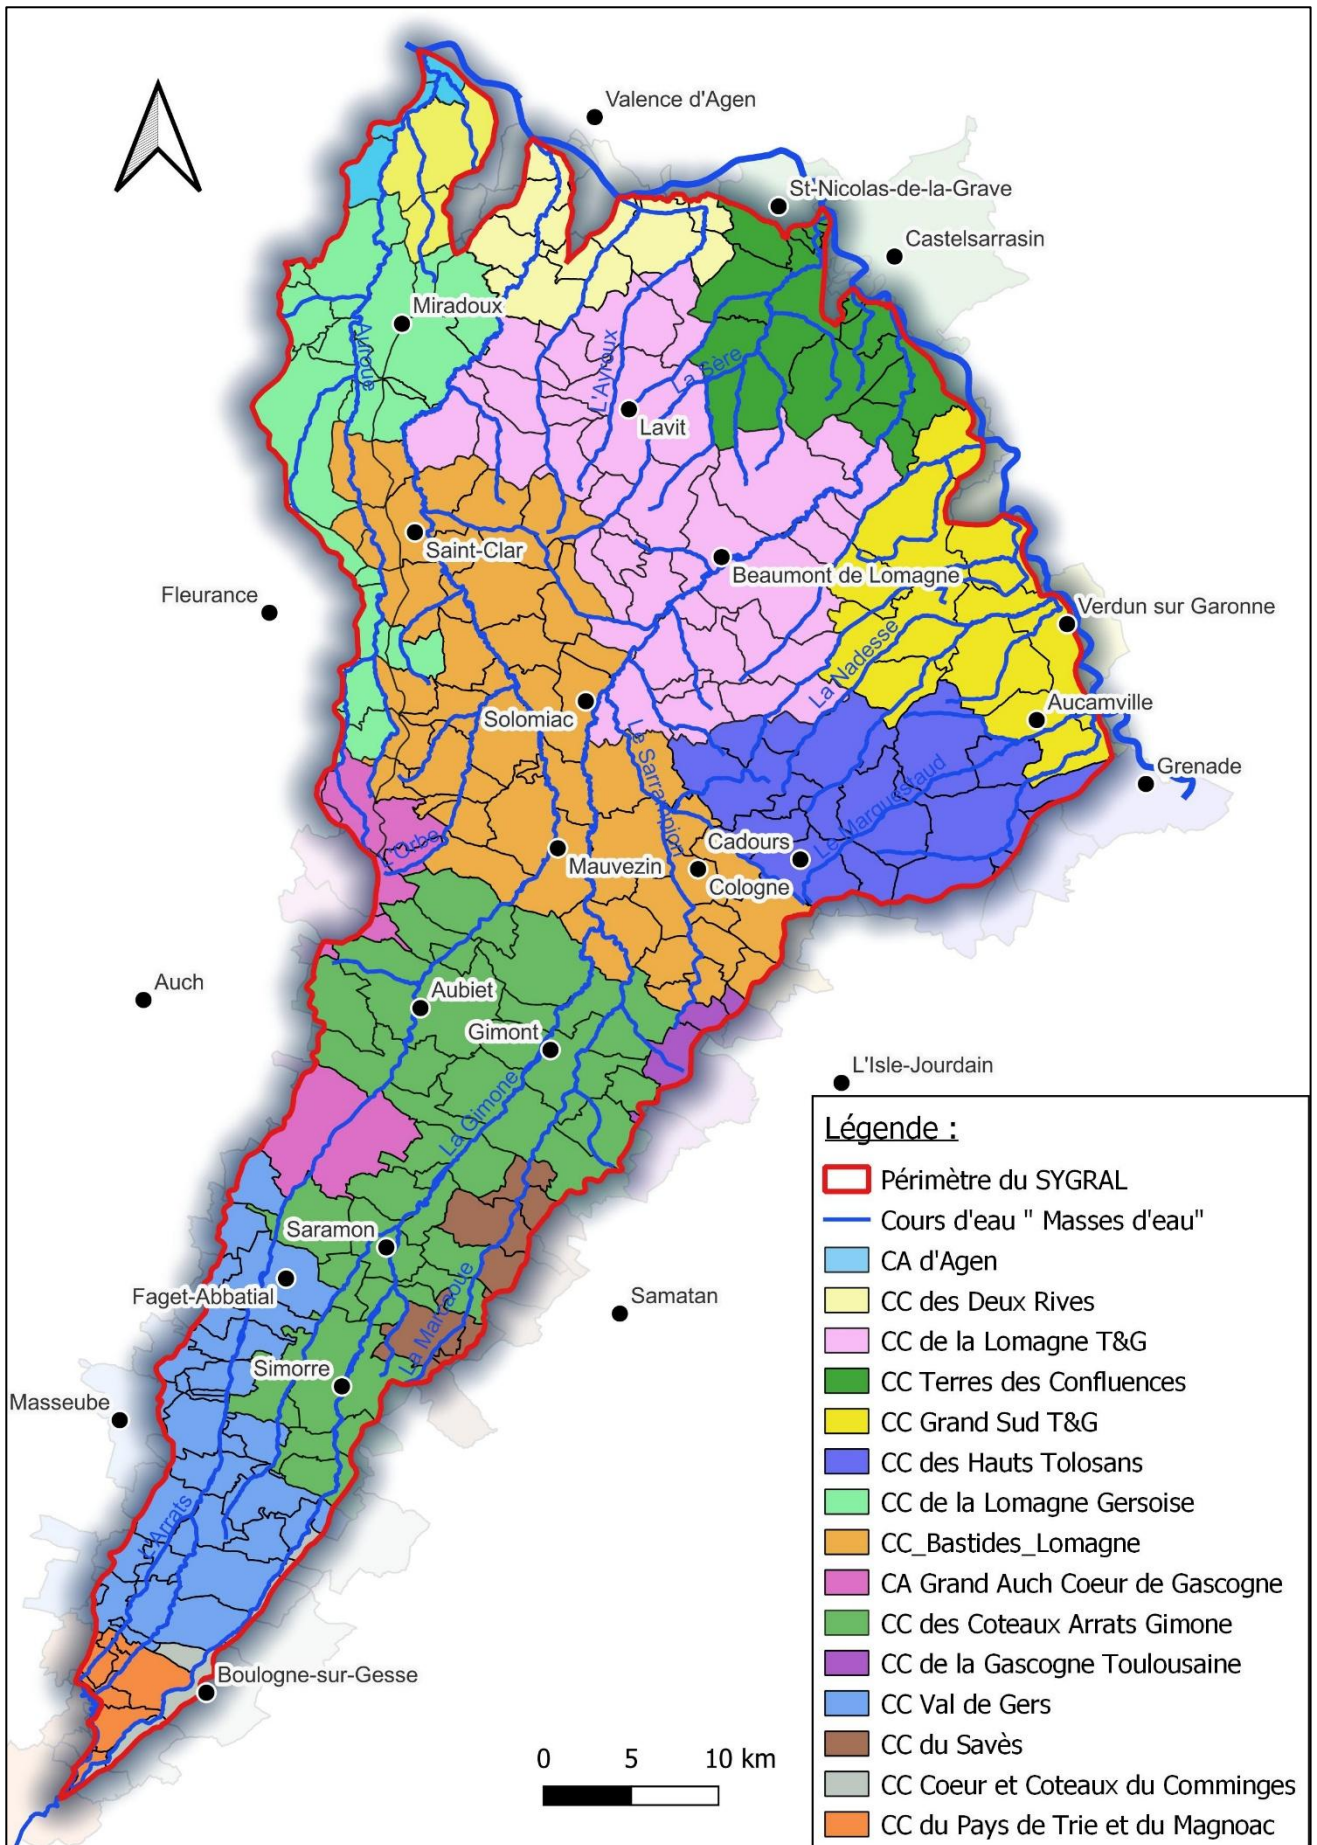 Valence d'Agen
St-Nicolas-de-la-Grave
Castelsarrasin
Miradoux
Auroue
L'Ayroux
La Sère
Lavit
Saint-Clar
Beaumont de Lomagne
Fleurance
Verdun sur Garonne
La Nadesse
Solomiac
Aucamville
Le Sarrampion
Grenade
Le Marguestaud
L'Orbe
Cadours
Mauvezin
Cologne
Auch
Aubiet
Gimont
L'Isle-Jourdain
La Gimone
Saramon
Faget-Abbatial
Samatan
La Marcaoue
Simorre
Masseube
L'Arrats
Boulogne-sur-Gesse
0 5 10 km
Légende :
Périmètre du SYGRAL
Cours d'eau " Masses d'eau"
CA d'Agen
CC des Deux Rives
CC de la Lomagne T&G
CC Terres des Confluences
CC Grand Sud T&G
CC des Hauts Tolosans
CC de la Lomagne Gersoise
CC_Bastides_Lomagne
CA Grand Auch Coeur de Gascogne
CC des Coteaux Arrats Gimone
CC de la Gascogne Toulousaine
CC Val de Gers
CC du Savès
CC Coeur et Coteaux du Comminges
CC du Pays de Trie et du Magnoac